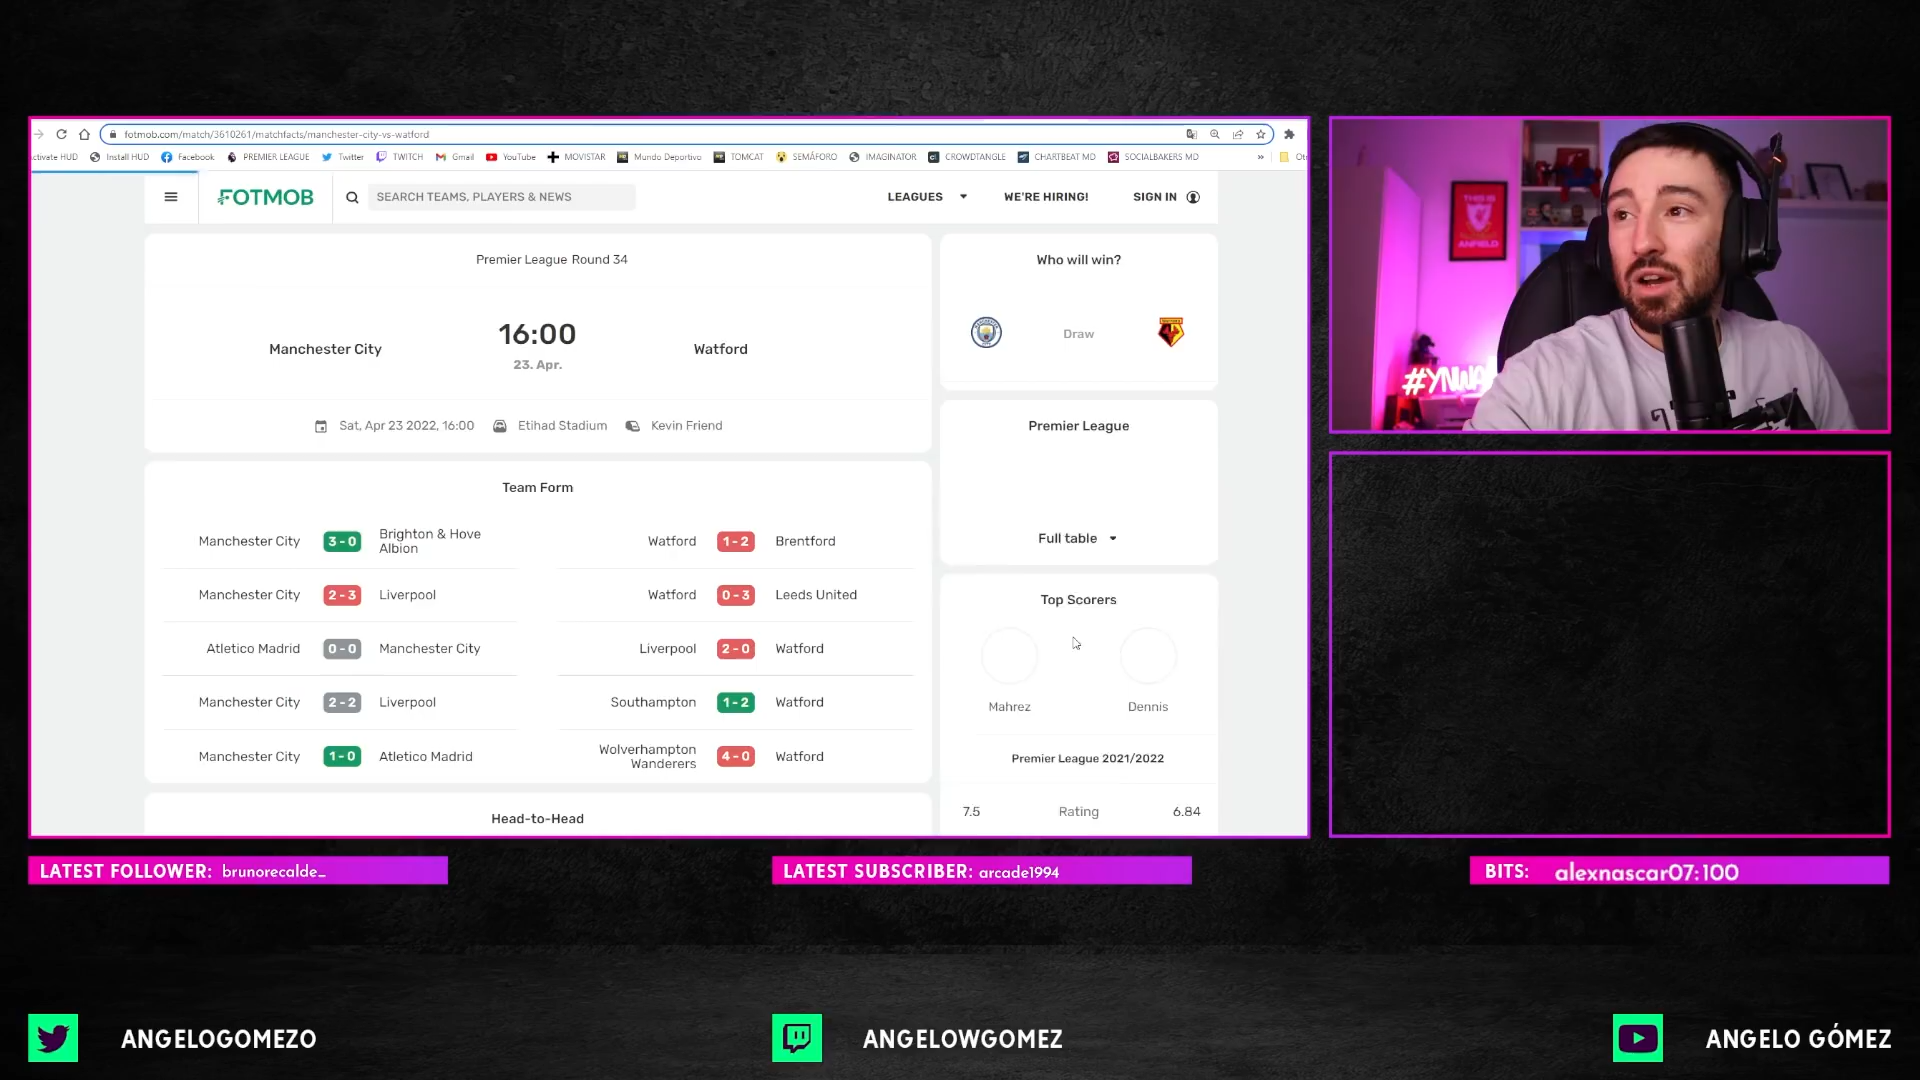 fotmob.com/match/3610261/matchfacts/manchester-city-vs-watford
ctivate HUD Install HUD Facebook PREMIER LEAGUE Twitter TWITCH Gmail YouTube MOVISTAR Mundo Deportivo TOMCAT SEMÁFORO IMAGINATOR CROWDTANGLE CHARTBEAT MD SOCIALBAKERS MD » Otr
FOTMOB SEARCH TEAMS, PLAYERS & NEWS LEAGUES WE'RE HIRING! SIGN IN
Premier League Round 34
Manchester City 16:00 Watford
23. Apr.
Sat, Apr 23 2022, 16:00 Etihad Stadium Kevin Friend
Team Form
Manchester City 3 - 0 Brighton & Hove Albion
Watford 1 - 2 Brentford
Manchester City 2 - 3 Liverpool
Watford 0 - 3 Leeds United
Atletico Madrid 0 - 0 Manchester City
Liverpool 2 - 0 Watford
Manchester City 2 - 2 Liverpool
Southampton 1 - 2 Watford
Manchester City 1 - 0 Atletico Madrid
Wolverhampton Wanderers 4 - 0 Watford
Head-to-Head
Who will win?
Draw
Premier League
Full table
Top Scorers
Mahrez Dennis
Premier League 2021/2022
7.5 Rating 6.84
THIS IS
ANFIELD
#YNWA
LATEST FOLLOWER: brunorecalde_
LATEST SUBSCRIBER: arcade1994
BITS: alexnascar07:100
ANGELOGOMEZO
ANGELOWGOMEZ
ANGELO GÓMEZ